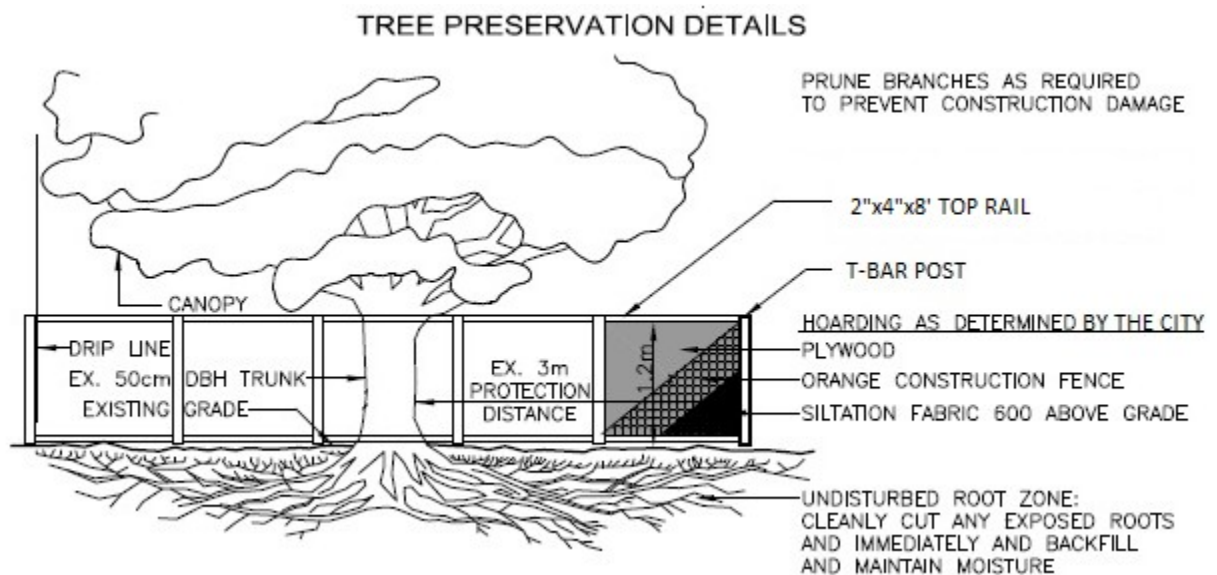 TREE PRESERVATION DETAILS
PRUNE BRANCHES AS REQUIRED
TO PREVENT CONSTRUCTION DAMAGE
2"x4"x8' TOP RAIL
T-BAR POST
CANOPY
HOARDING AS DETERMINED BY THE CITY
DRIP LINE
PLYWOOD
EX. 50cm DBH TRUNK
EX. 3m
PROTECTION
DISTANCE
1.2m
ORANGE CONSTRUCTION FENCE
EXISTING GRADE
SILTATION FABRIC 600 ABOVE GRADE
UNDISTURBED ROOT ZONE:
CLEANLY CUT ANY EXPOSED ROOTS
AND IMMEDIATELY AND BACKFILL
AND MAINTAIN MOISTURE